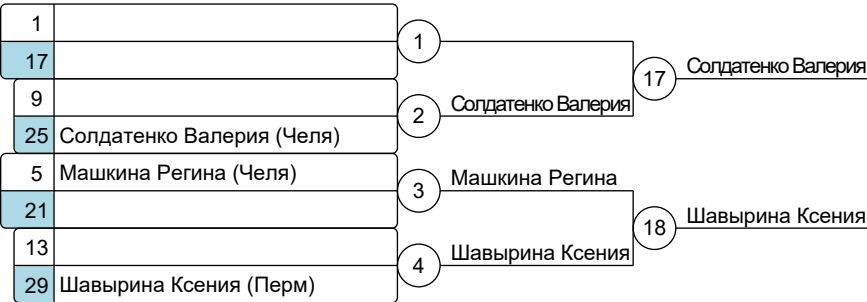 1
17
1
9
25 Солдатенко Валерия (Челя)
2
Солдатенко Валерия
17
Солдатенко Валерия
5 Машкина Регина (Челя)
21
3
Машкина Регина
13
29 Шавырина Ксения (Перм)
4
Шавырина Ксения
18
Шавырина Ксения